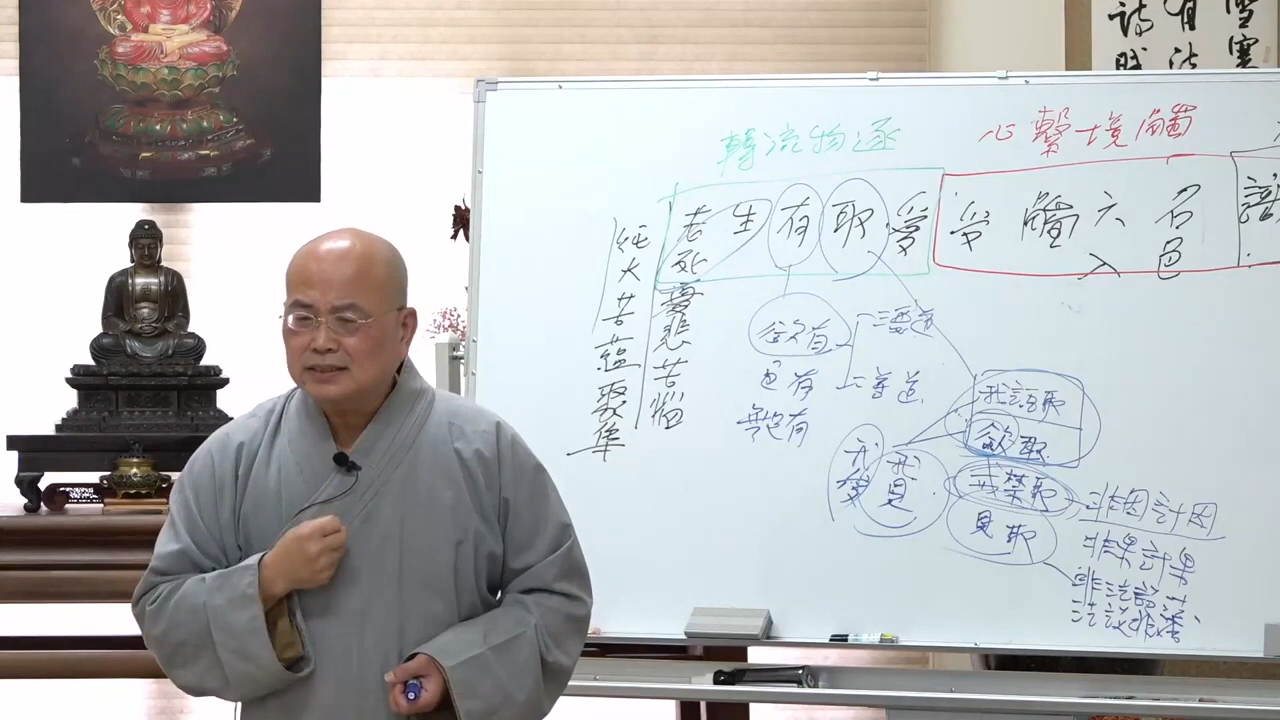 觸境繫心
逐物流轉
識
名色
六入
觸
受
愛
取
有
生
老死憂悲苦惱
純大苦蘊聚集
欲有
色有
無色有
三惡道
善道
我語取
欲取
戒禁取
見取
我愛
我見
非因計因
非果計果
非法說法
法說非法